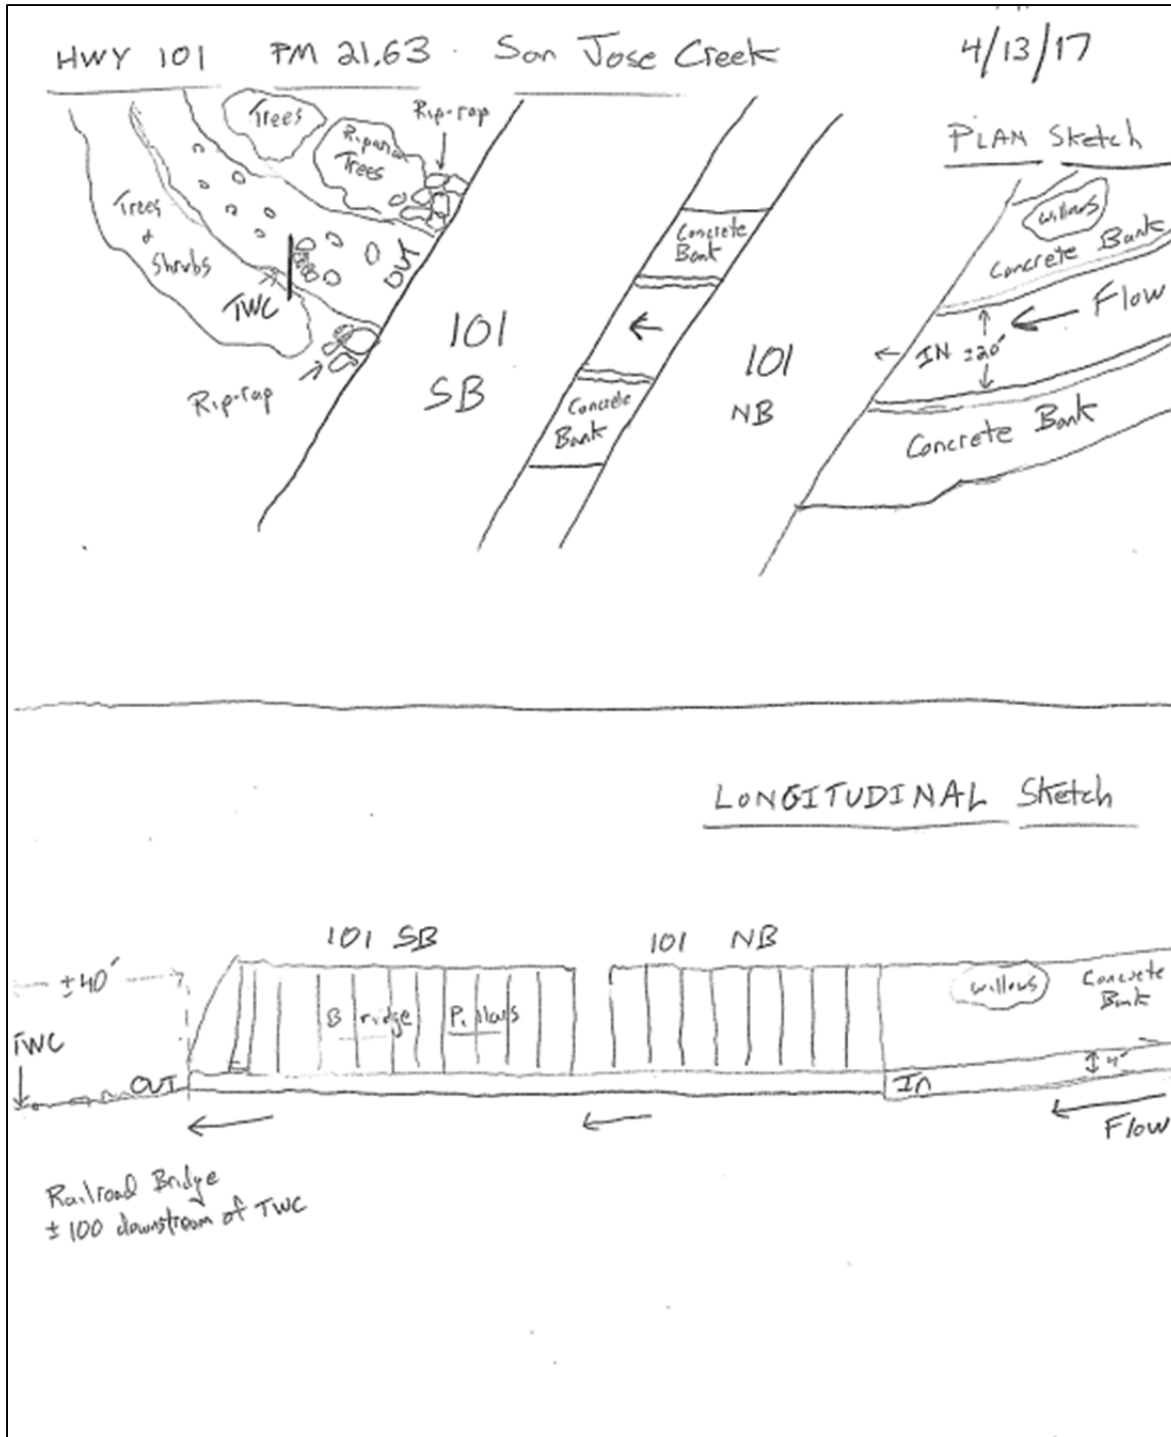 HWY 101 PM 21.63 San Jose Creek
4/13/17
PLAN Sketch
Trees
Riparian
Trees
Rip-rap
Trees
&
Shrubs
TWC
OUT
Rip-rap
101
SB
Concrete
Bank
Concrete
Bank
101
NB
willows
Concrete Bank
Flow
IN ±20'
Concrete Bank
LONGITUDINAL Sketch
101 SB
101 NB
±40'
TWC
OUT
Bridge Pillars
willows
Concrete
Bank
In
4'
Flow
Railroad Bridge
±100 downstream of TWC